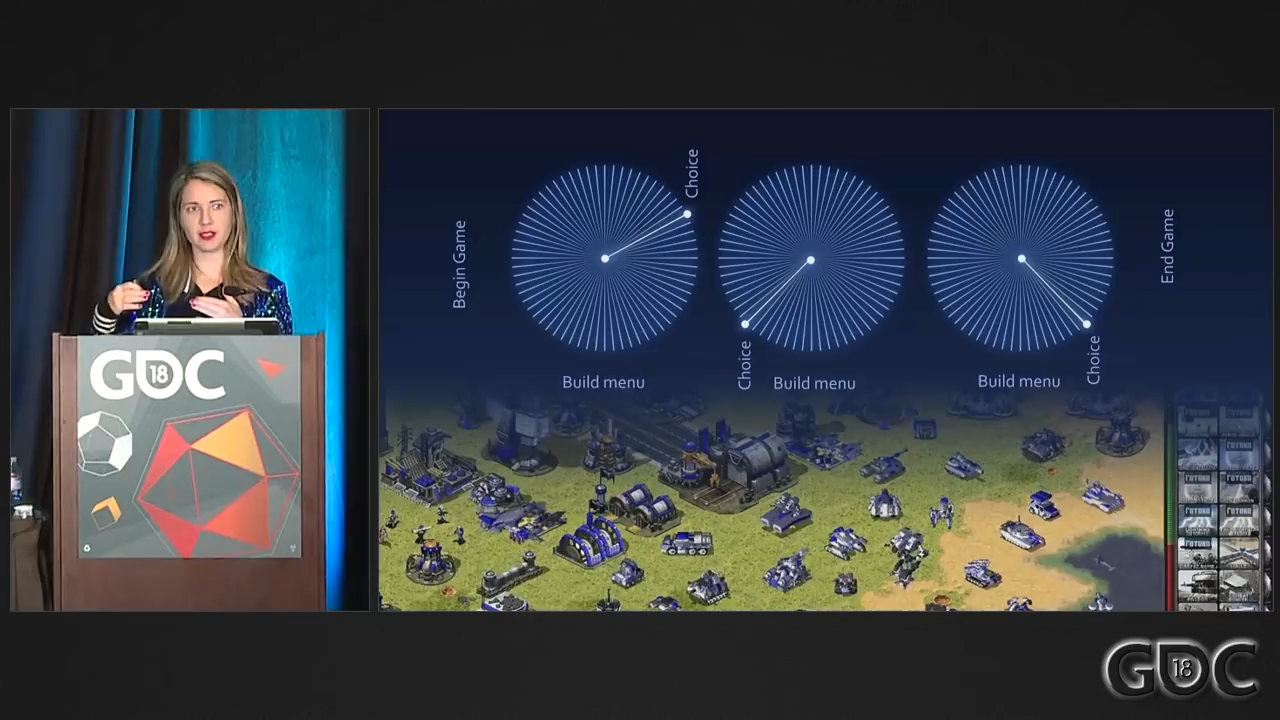 GDC
18
Begin Game
Choice
Choice
Choice
End Game
Build menu
Build menu
Build menu
GDC
18